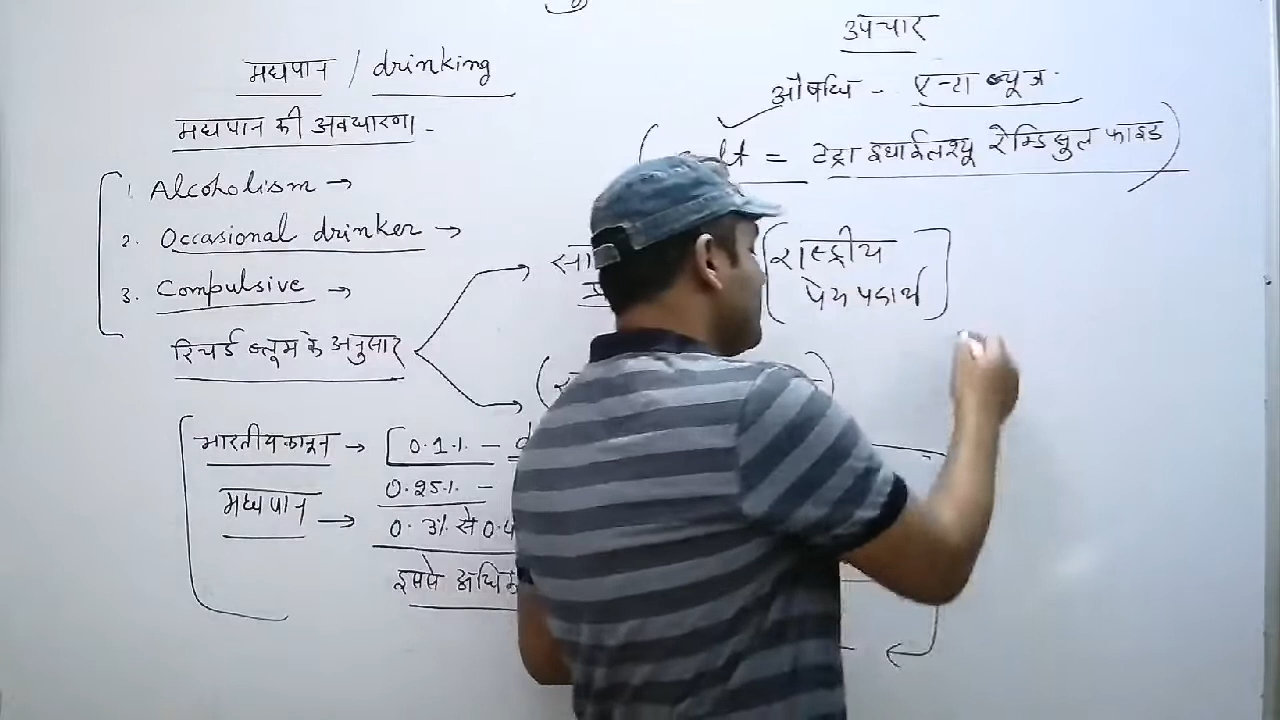 मद्यपान / drinking
मद्यपान की अवधारणा -
1. Alcoholism →
2. Occasional drinker →
3. Compulsive →
रिचर्ड ब्लूम के अनुसार
भारतीय कानून → 0.1% -
मद्यपान → 0.25% -
0.3% से 0.4
इससे अधिक
उपचार
औषधि - एन्टाब्यूज
= टेट्रा इथाईलथ्यू रेम्डिसुल फाइड
राष्ट्रीय
पेय पदार्थ